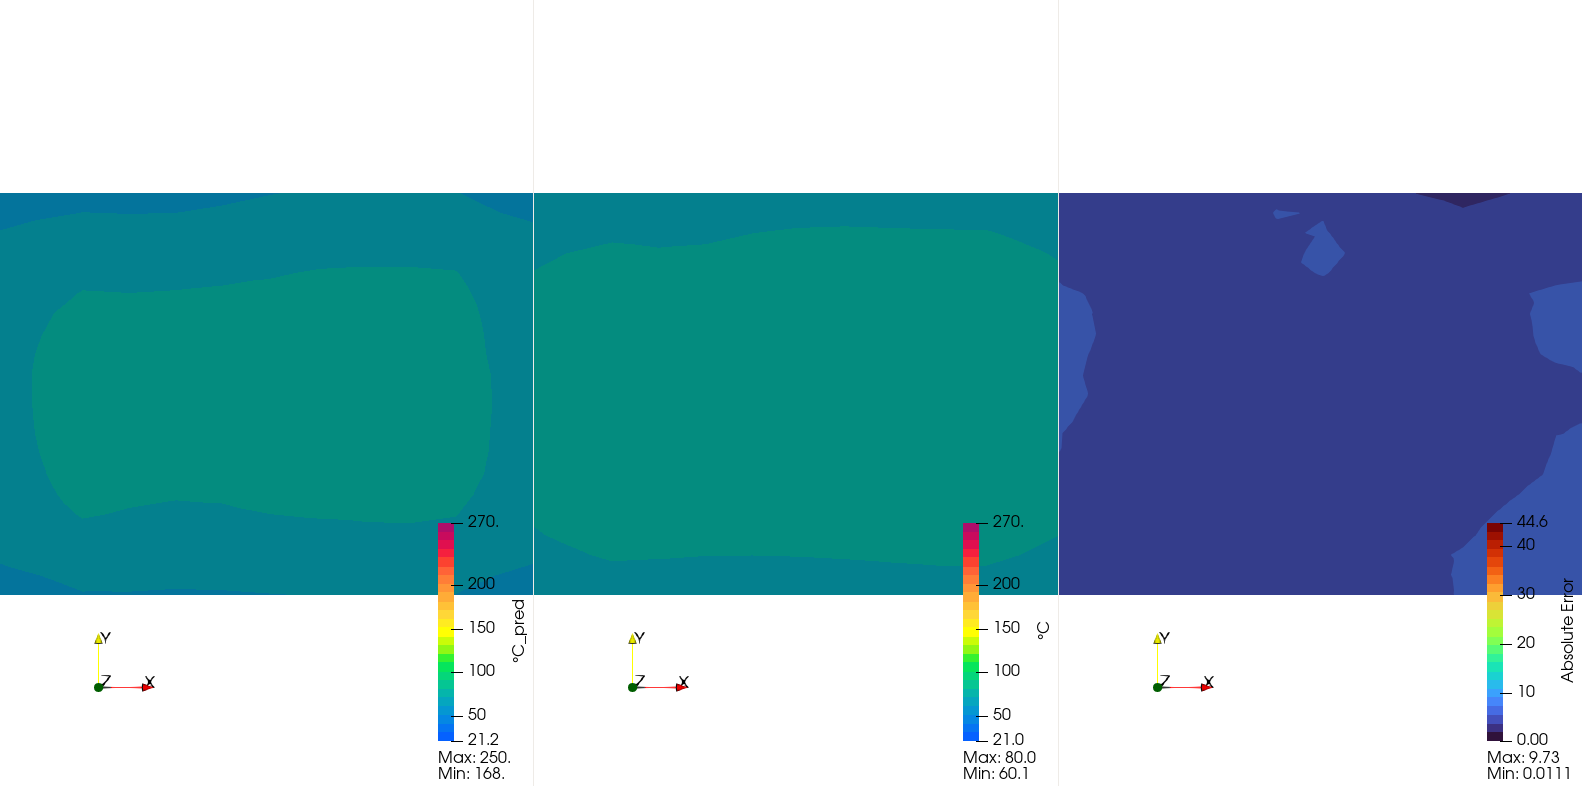 270.
200
150
100
50
21.2
°C_pred
Max: 250.
Min: 168.
Y
Z
X
270.
200
150
100
50
21.0
°C
Max: 80.0
Min: 60.1
Y
Z
X
44.6
40
30
20
10
0.00
Absolute Error
Max: 9.73
Min: 0.0111
Y
Z
X